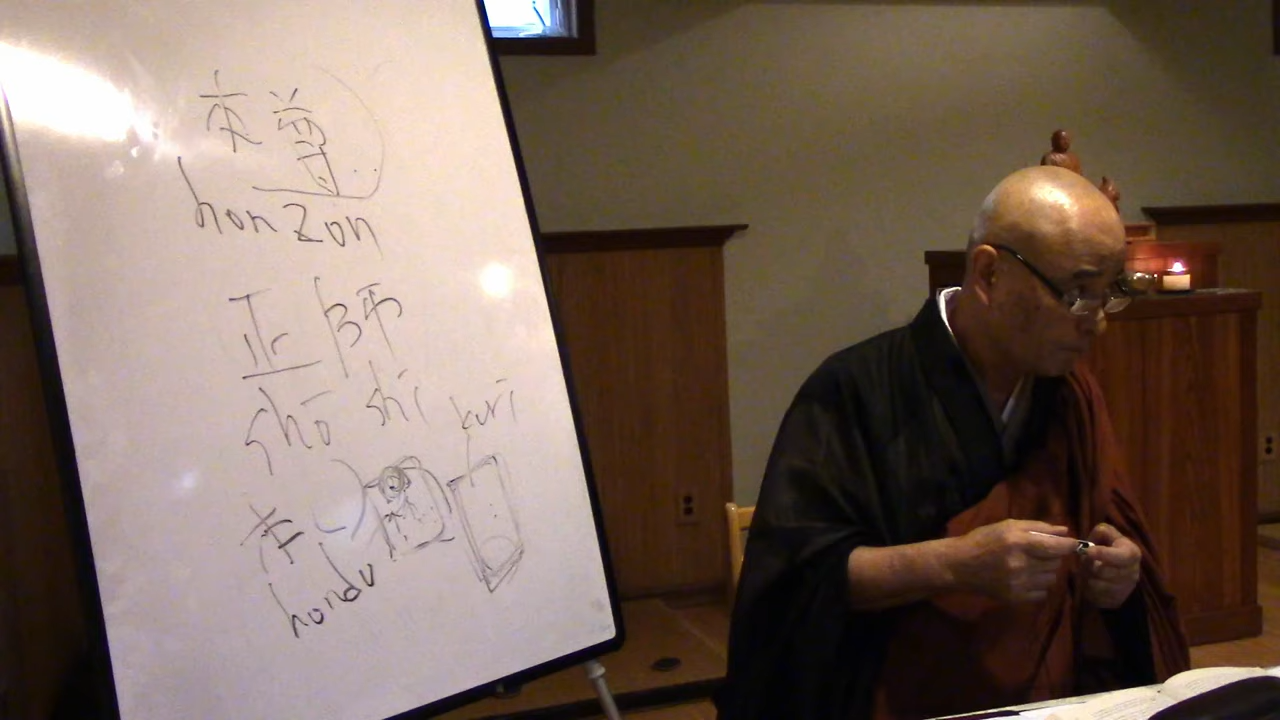 本尊
honzon
正師
shō shi
kuri
本
hondo